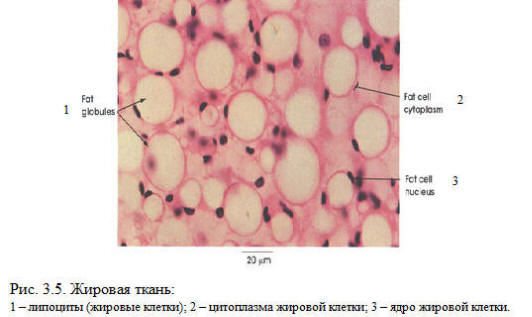 1 Fat
globules
Fat cell 2
cytoplasm
Fat cell 3
nucleus
20 μm
Рис. 3.5. Жировая ткань:
1 – липоциты (жировые клетки); 2 – цитоплазма жировой клетки; 3 – ядро жировой клетки.